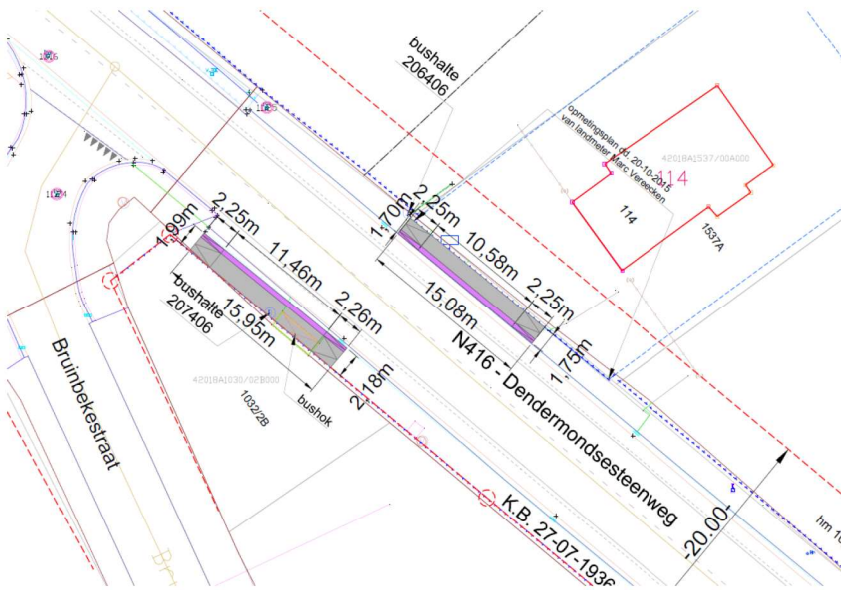 bushalte
206406
opmetingsplan dd. 20-10-2015
van landmeter Marc Vereecken
42018A1537/00A000
114
114
1537A
1,99m
2,25m
11,46m
2,26m
15,95m
2,18m
bushalte
207406
42018A1030/02B000
1032/2B
bushok
1,70m
2,25m
10,58m
2,25m
15,08m
1,75m
N416 - Dendermondsesteenweg
Bruinbekestraat
K.B. 27-07-1936
-20.00-